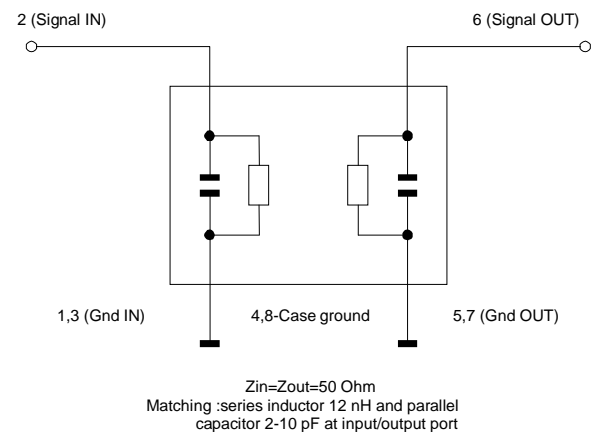 2 (Signal IN)
6 (Signal OUT)
1,3 (Gnd IN)
4,8-Case ground
5,7 (Gnd OUT)
Zin=Zout=50 Ohm
Matching :series inductor 12 nH and parallel
capacitor 2-10 pF at input/output port